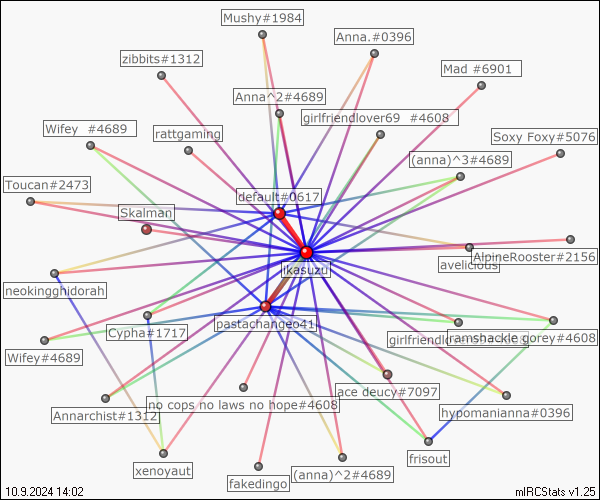 Mushy#1984
Anna.#0396
zibbits#1312
Mad #6901
Anna^2#4689
girlfriendlover69 #4608
Wifey #4689
rattgaming
Soxy Foxy#5076
(anna)^3#4689
Toucan#2473
default#0617
Skalman
AlpineRooster#2156
avelicious
ikasuzu
neokingghidorah
pastachangeo41
Cypha#1717
girlfriendlo
ramshackle gorey#4608
Wifey#4689
ace deucy#7097
no cops no laws no hope#4608
Annarchist#1312
hypomanianna#0396
frisout
xenoyaut
fakedingo
(anna)^2#4689
10.9.2024 14:02
mIRCStats v1.25